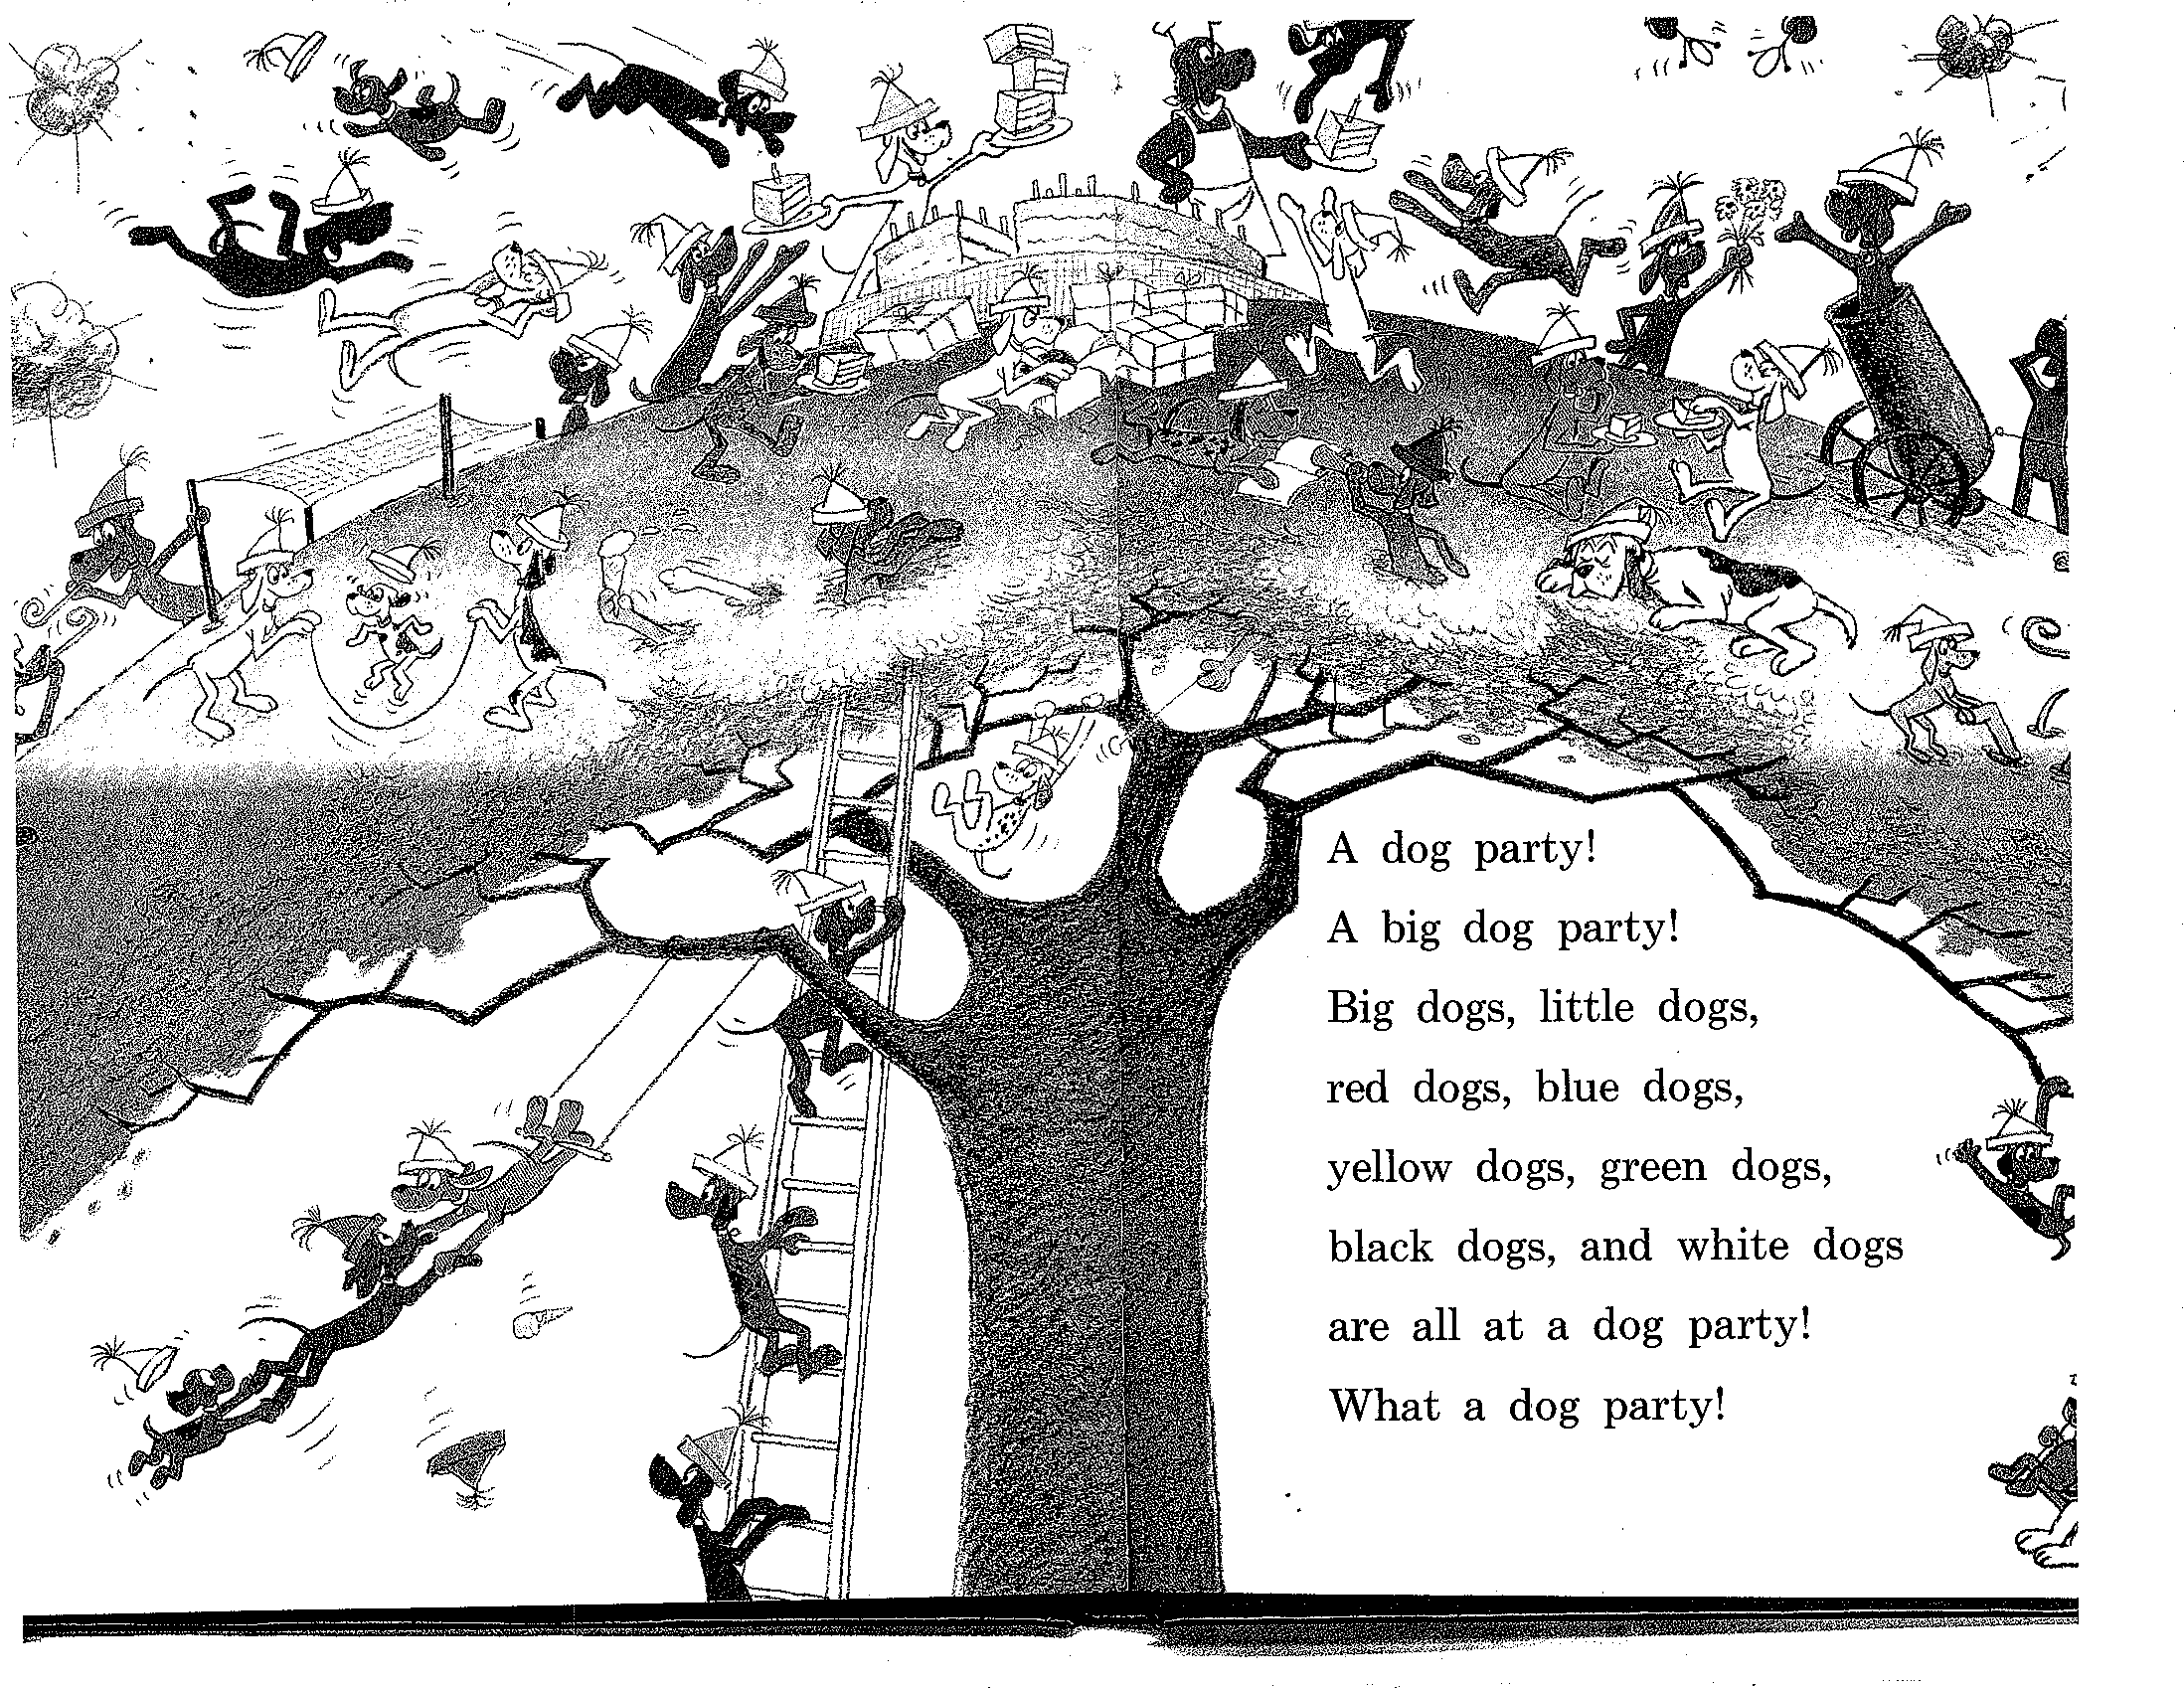 A dog party!
A big dog party!
Big dogs, little dogs,
red dogs, blue dogs,
yellow dogs, green dogs,
black dogs, and white dogs
are all at a dog party!
What a dog party!